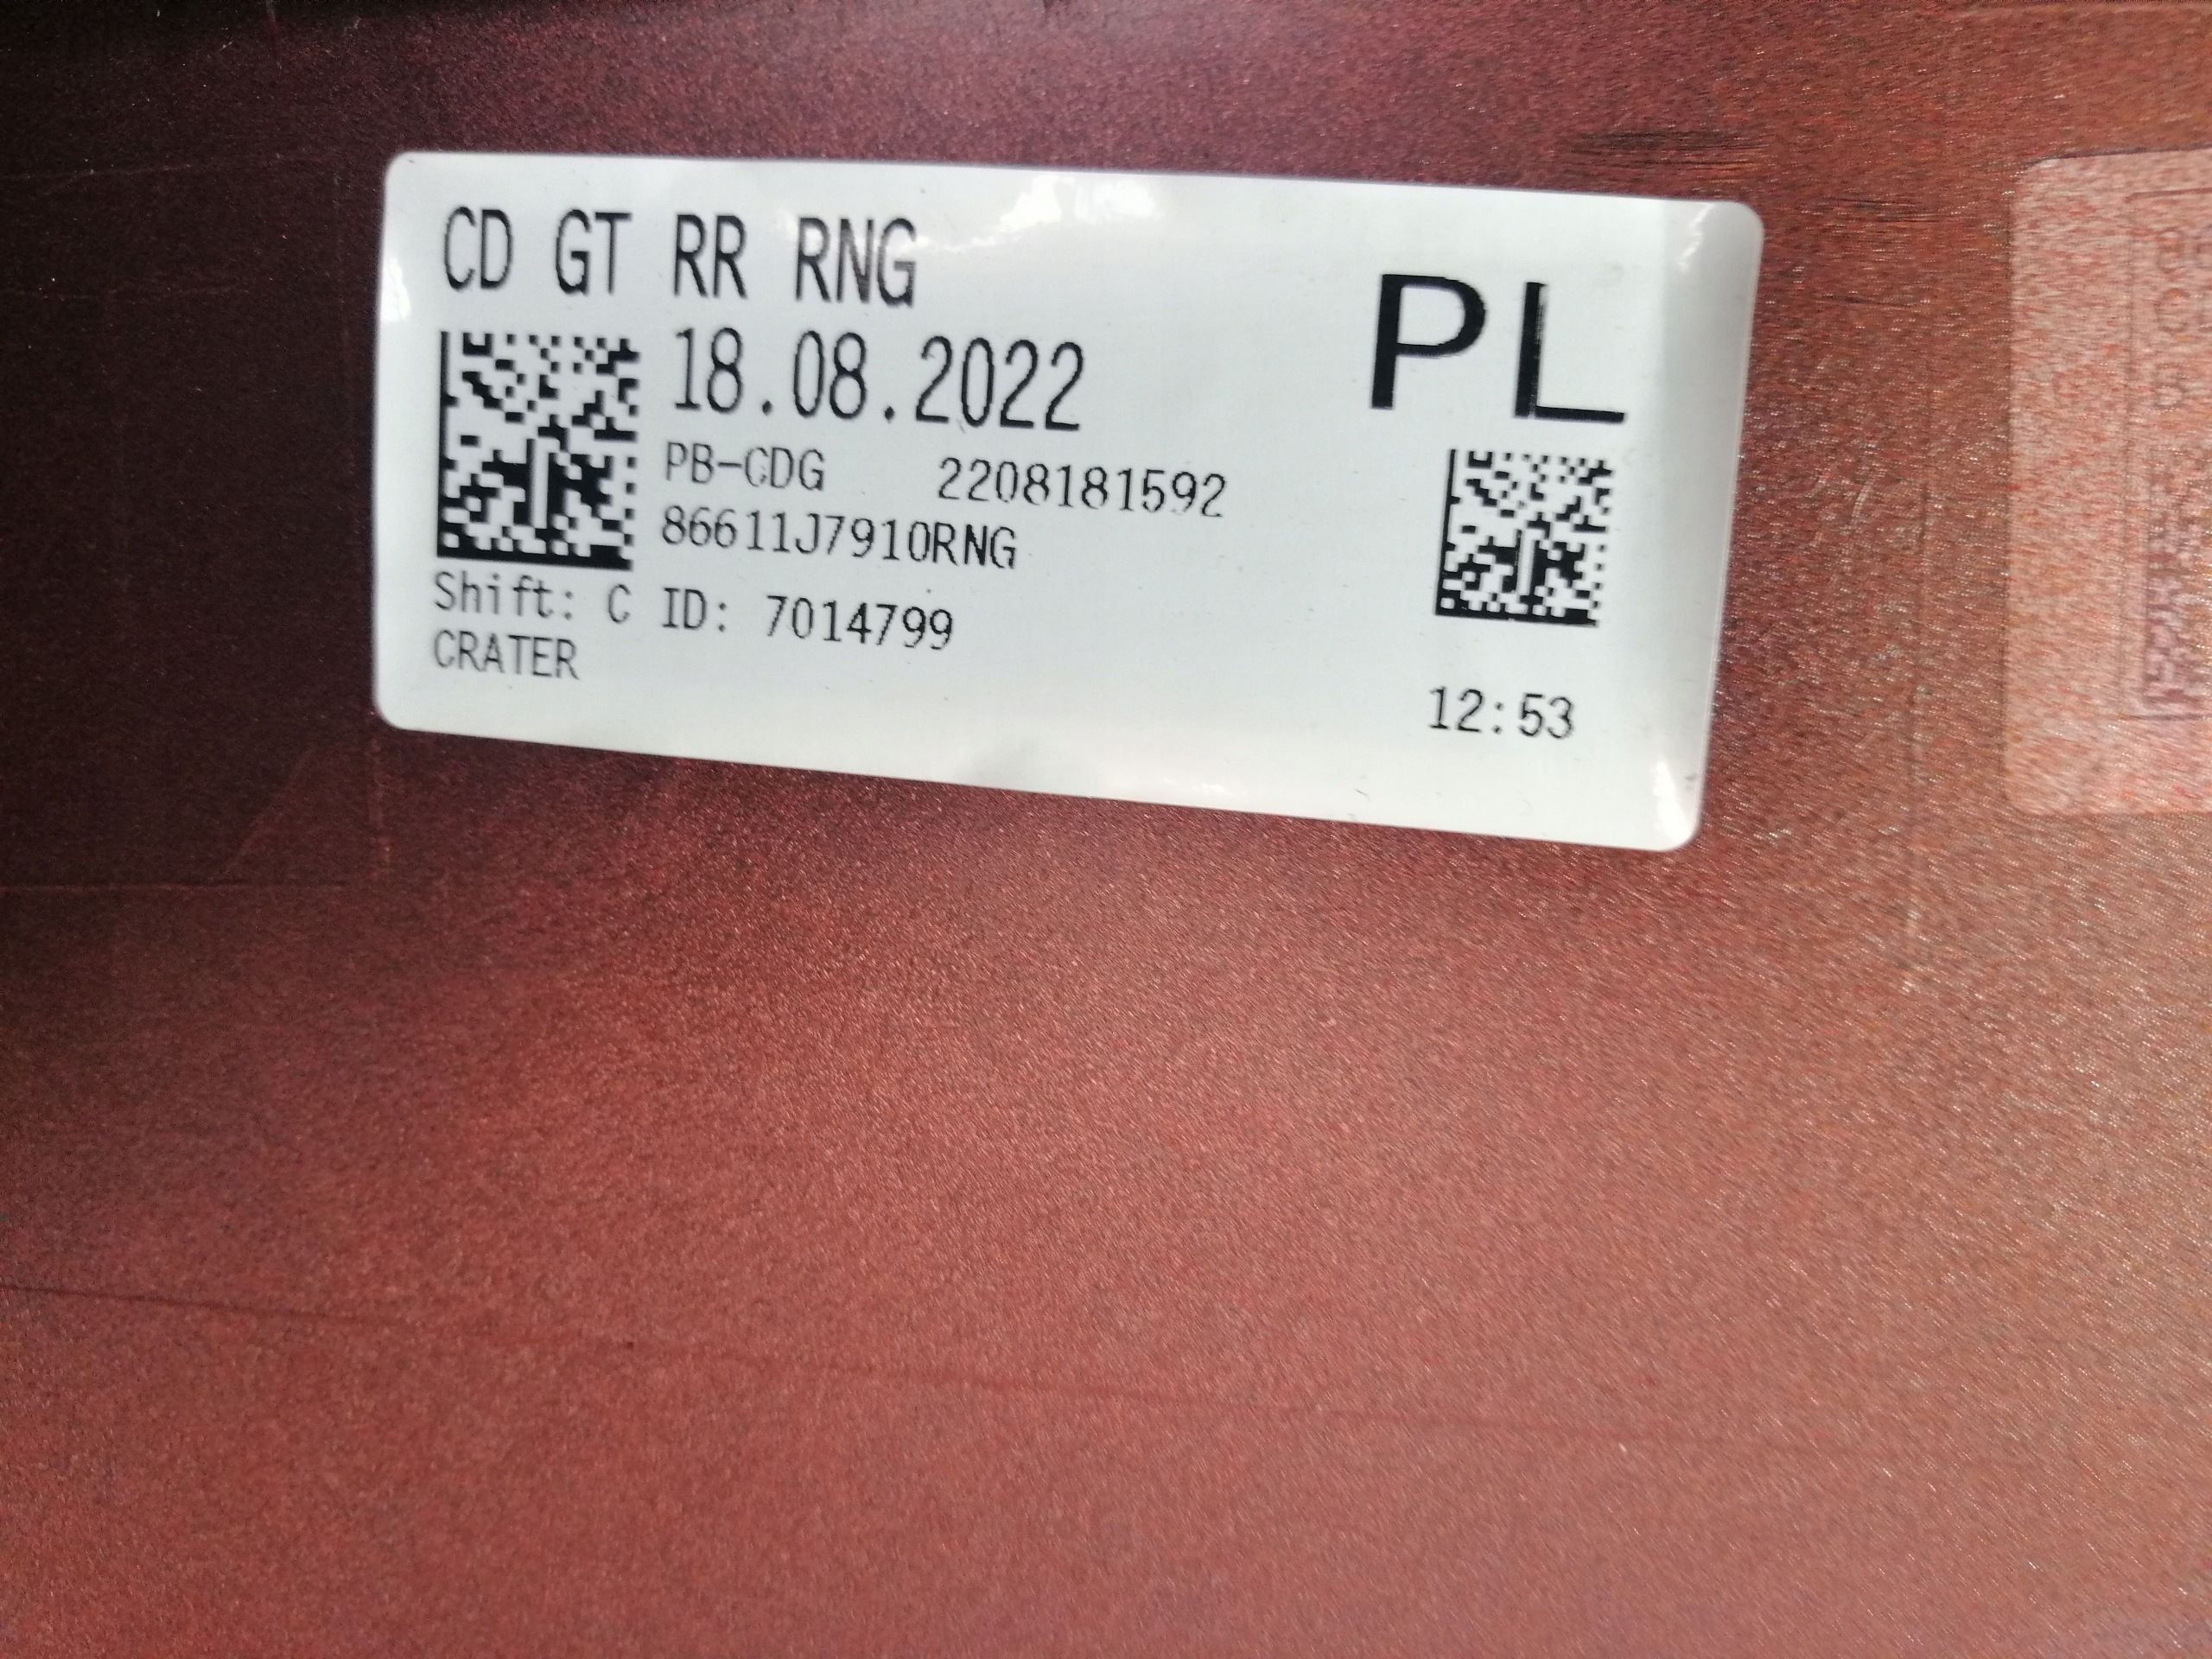 CD GT RR RNG
PL
18.08.2022
PB-CDG 2208181592
86611J7910RNG
Shift: C ID: 7014799
CRATER
12:53